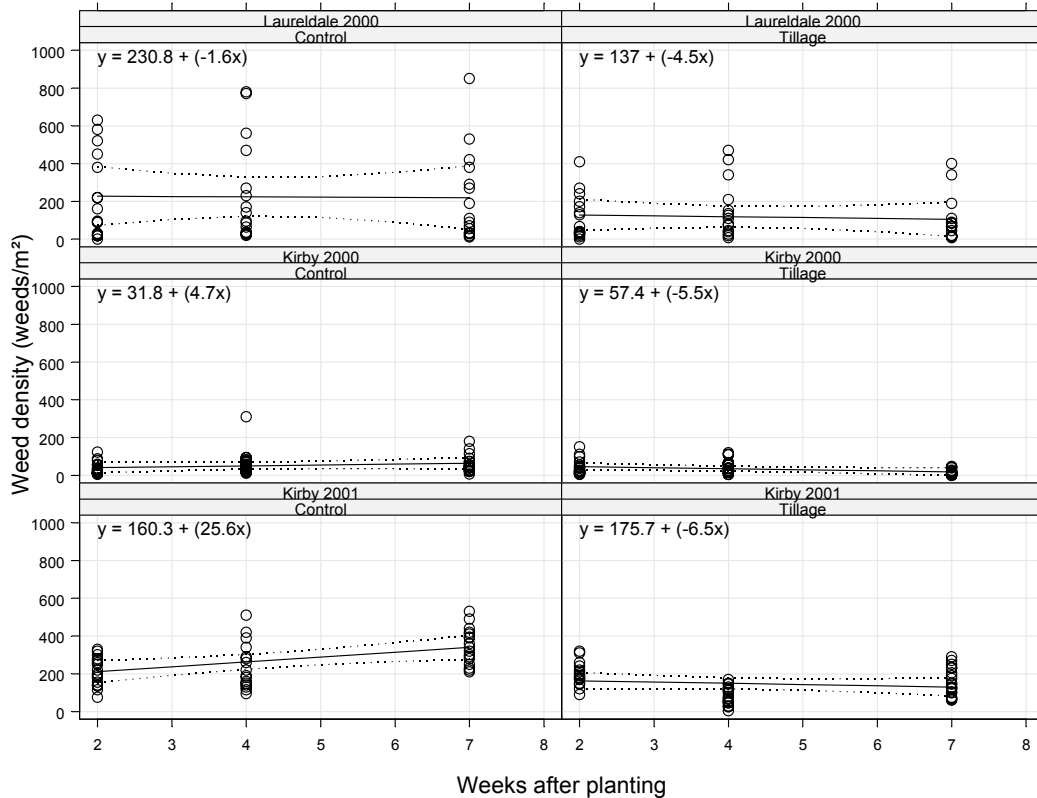 Laureldale 2000 Laureldale 2000
Control Tillage
y = 230.8 + (-1.6x) y = 137 + (-4.5x)
1000
800
600
400
200
0
Kirby 2000 Kirby 2000
Control Tillage
y = 31.8 + (4.7x) y = 57.4 + (-5.5x)
1000
800
600
400
200
0
Kirby 2001 Kirby 2001
Control Tillage
y = 160.3 + (25.6x) y = 175.7 + (-6.5x)
1000
800
600
400
200
0
Weed density (weeds/m²)
2 3 4 5 6 7 8 2 3 4 5 6 7 8
Weeks after planting